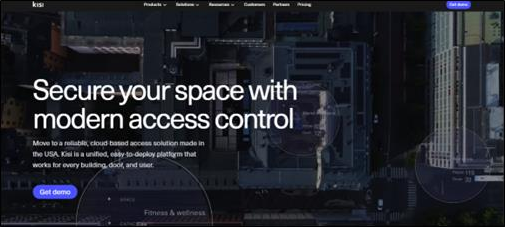 kisi Products Solutions Resources Customers Partners Pricing Get demo
Secure your space with
modern access control
Move to a reliable, cloud-based access solution made in
the USA. Kisi is a unified, easy-to-deploy platform that
works for every building, door, and user.
Get demo
Fitness & wellness